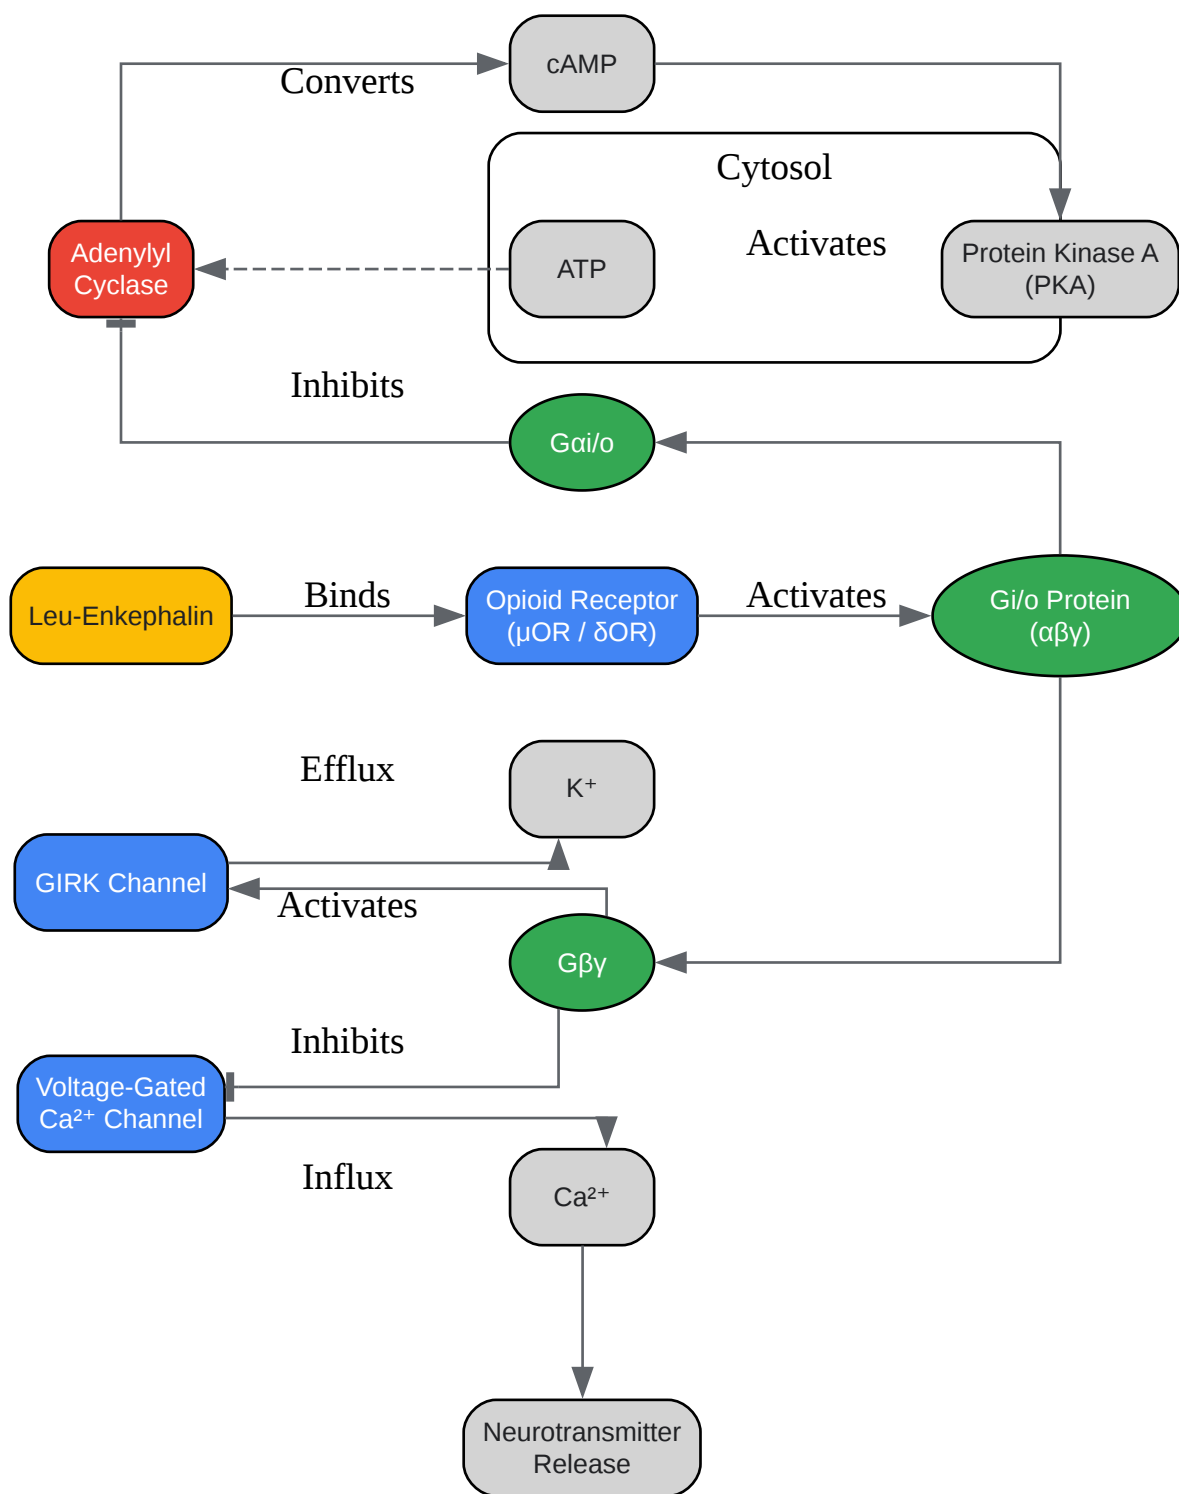 cAMP
Converts
Cytosol
Adenylyl
Cyclase
ATP
Activates
Protein Kinase A
(PKA)
Inhibits
Gαi/o
Leu-Enkephalin
Binds
Opioid Receptor
(μOR / δOR)
Activates
Gi/o Protein
(αβγ)
Efflux
K⁺
GIRK Channel
Activates
Gβγ
Inhibits
Voltage-Gated
Ca²⁺ Channel
Influx
Ca²⁺
Neurotransmitter
Release